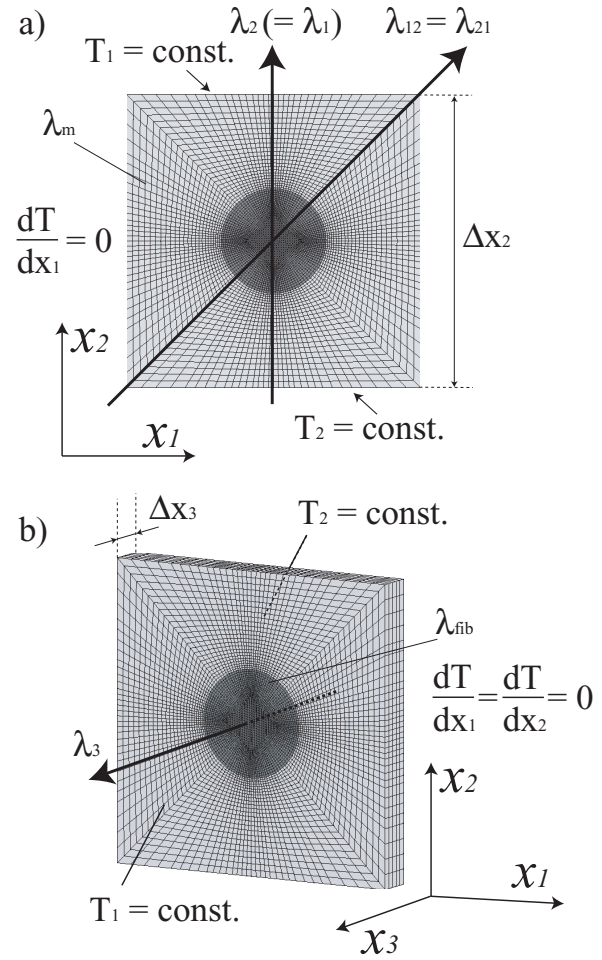 a)
λ2 (= λ1)
λ12 = λ21
T1 = const.
λm
dT
dx1
= 0
Δx2
x2
x1
T2 = const.
b)
Δx3
T2 = const.
λfib
dT
dx1
=
dT
dx2
= 0
λ3
x2
T1 = const.
x1
x3